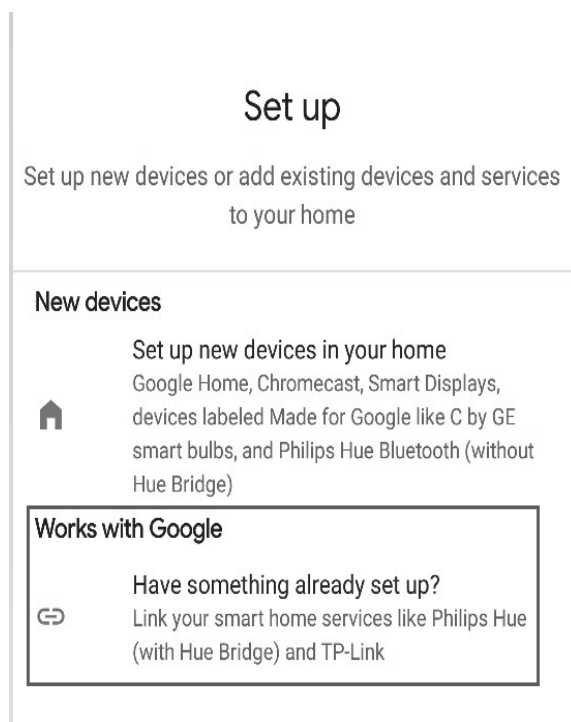 Set up
Set up new devices or add existing devices and services
to your home
New devices
Set up new devices in your home
Google Home, Chromecast, Smart Displays,
devices labeled Made for Google like C by GE
smart bulbs, and Philips Hue Bluetooth (without
Hue Bridge)
Works with Google
Have something already set up?
Link your smart home services like Philips Hue
(with Hue Bridge) and TP-Link